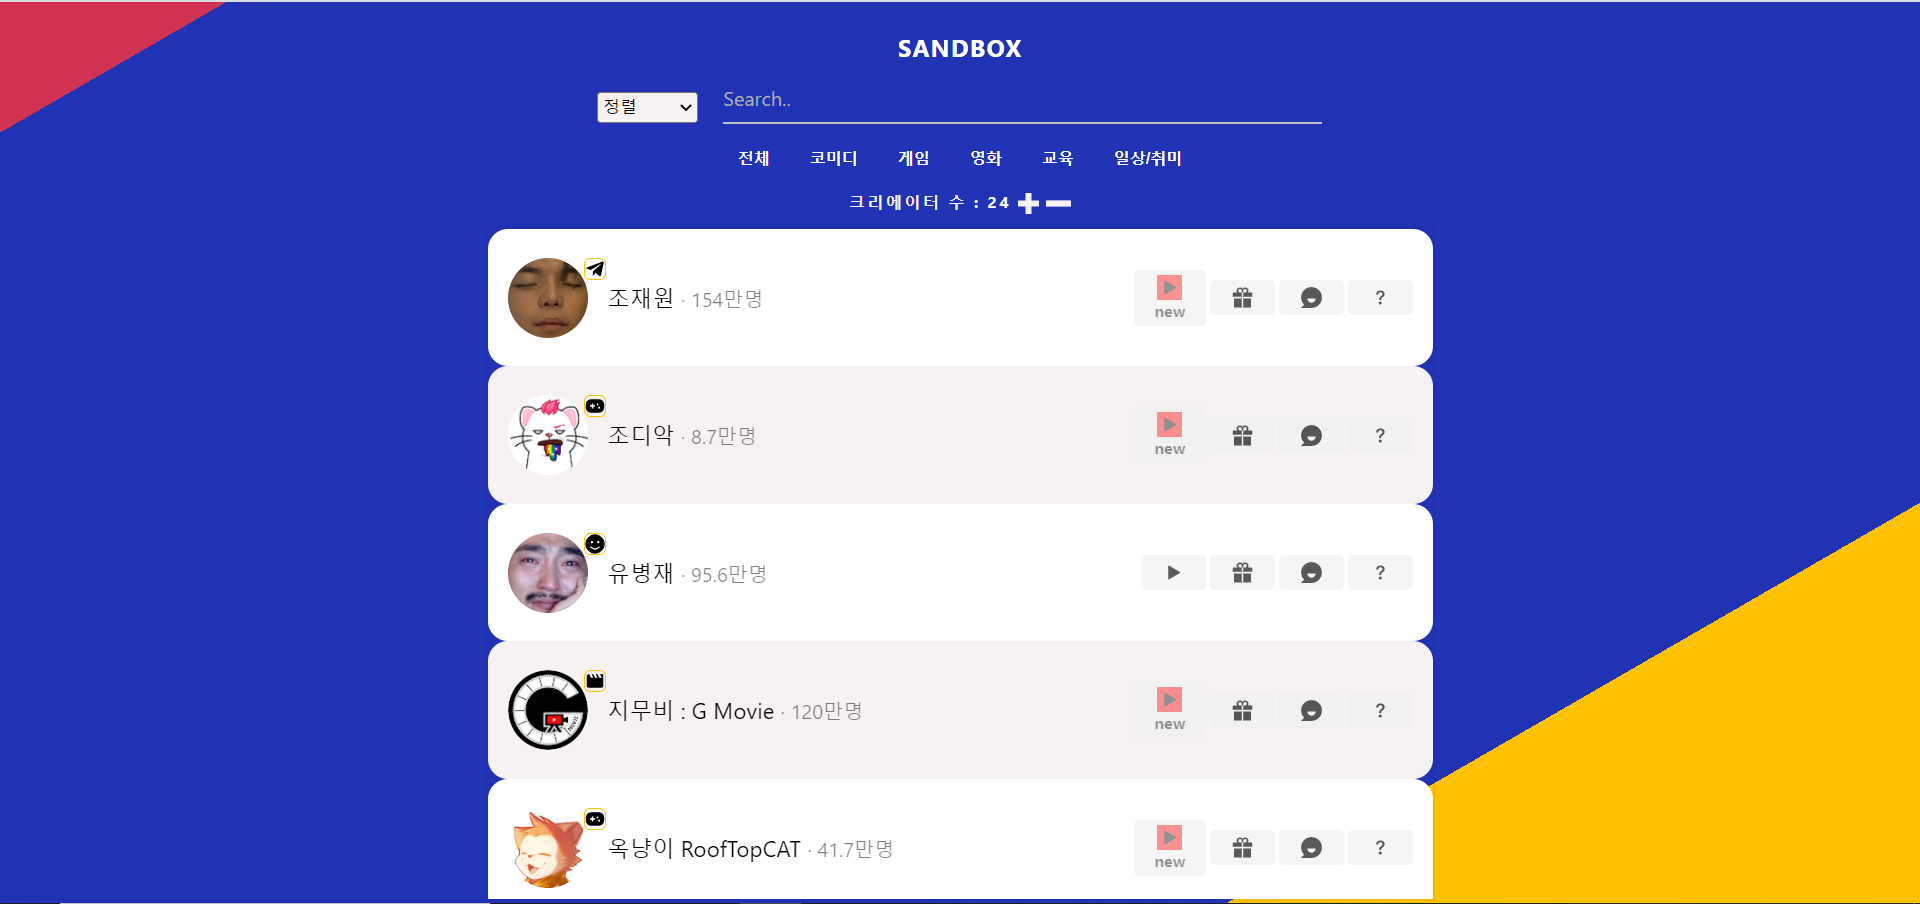 SANDBOX
정렬 Search..
전체 코미디 게임 영화 교육 일상/취미
크리에이터 수 : 24
조재원 · 154만명 new ?
조디악 · 8.7만명 new ?
유병재 · 95.6만명 ?
지무비 : G Movie · 120만명 new ?
옥냥이 RoofTopCAT · 41.7만명 new ?